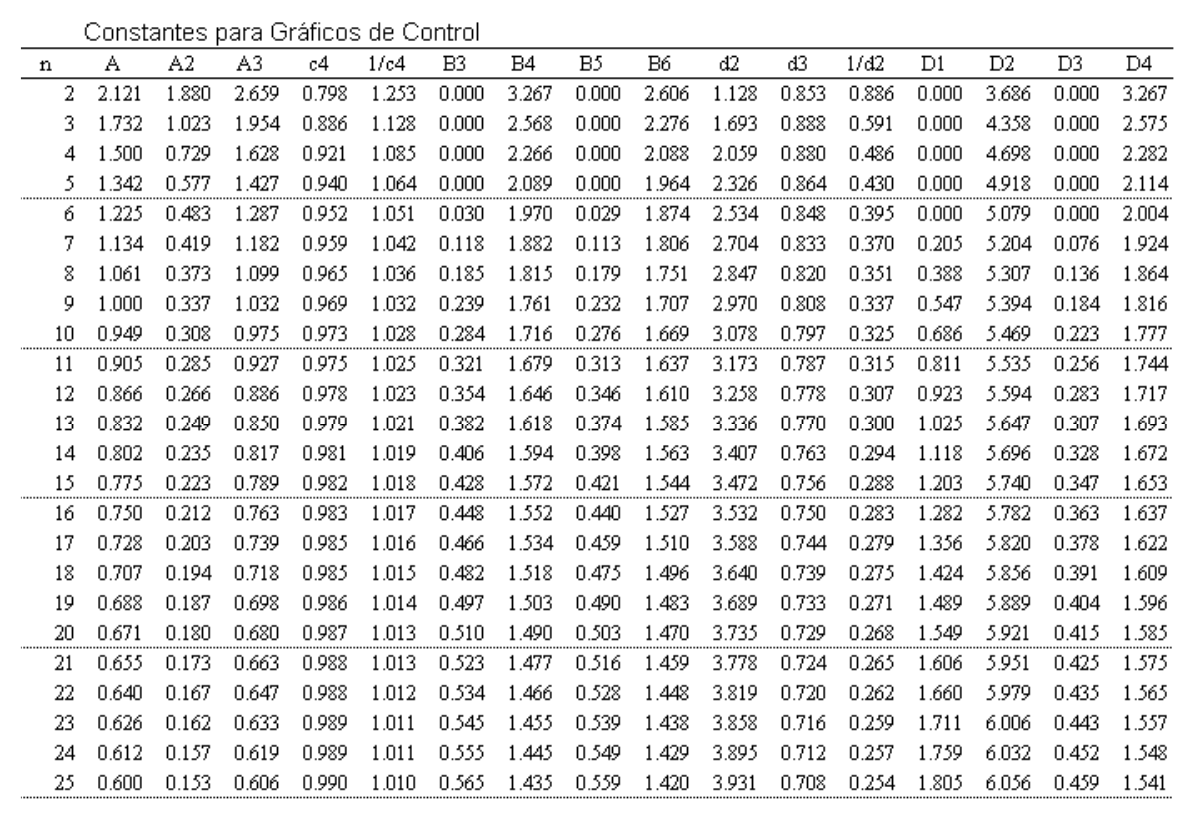 Constantes para Gráficos de Control
n A A2 A3 c4 1/c4 B3 B4 B5 B6 d2 d3 1/d2 D1 D2 D3 D4
2 2.121 1.880 2.659 0.798 1.253 0.000 3.267 0.000 2.606 1.128 0.853 0.886 0.000 3.686 0.000 3.267
3 1.732 1.023 1.954 0.886 1.128 0.000 2.568 0.000 2.276 1.693 0.888 0.591 0.000 4.358 0.000 2.575
4 1.500 0.729 1.628 0.921 1.085 0.000 2.266 0.000 2.088 2.059 0.880 0.486 0.000 4.698 0.000 2.282
5 1.342 0.577 1.427 0.940 1.064 0.000 2.089 0.000 1.964 2.326 0.864 0.430 0.000 4.918 0.000 2.114
6 1.225 0.483 1.287 0.952 1.051 0.030 1.970 0.029 1.874 2.534 0.848 0.395 0.000 5.079 0.000 2.004
7 1.134 0.419 1.182 0.959 1.042 0.118 1.882 0.113 1.806 2.704 0.833 0.370 0.205 5.204 0.076 1.924
8 1.061 0.373 1.099 0.965 1.036 0.185 1.815 0.179 1.751 2.847 0.820 0.351 0.388 5.307 0.136 1.864
9 1.000 0.337 1.032 0.969 1.032 0.239 1.761 0.232 1.707 2.970 0.808 0.337 0.547 5.394 0.184 1.816
10 0.949 0.308 0.975 0.973 1.028 0.284 1.716 0.276 1.669 3.078 0.797 0.325 0.686 5.469 0.223 1.777
11 0.905 0.285 0.927 0.975 1.025 0.321 1.679 0.313 1.637 3.173 0.787 0.315 0.811 5.535 0.256 1.744
12 0.866 0.266 0.886 0.978 1.023 0.354 1.646 0.346 1.610 3.258 0.778 0.307 0.923 5.594 0.283 1.717
13 0.832 0.249 0.850 0.979 1.021 0.382 1.618 0.374 1.585 3.336 0.770 0.300 1.025 5.647 0.307 1.693
14 0.802 0.235 0.817 0.981 1.019 0.406 1.594 0.398 1.563 3.407 0.763 0.294 1.118 5.696 0.328 1.672
15 0.775 0.223 0.789 0.982 1.018 0.428 1.572 0.421 1.544 3.472 0.756 0.288 1.203 5.740 0.347 1.653
16 0.750 0.212 0.763 0.983 1.017 0.448 1.552 0.440 1.527 3.532 0.750 0.283 1.282 5.782 0.363 1.637
17 0.728 0.203 0.739 0.985 1.016 0.466 1.534 0.459 1.510 3.588 0.744 0.279 1.356 5.820 0.378 1.622
18 0.707 0.194 0.718 0.985 1.015 0.482 1.518 0.475 1.496 3.640 0.739 0.275 1.424 5.856 0.391 1.609
19 0.688 0.187 0.698 0.986 1.014 0.497 1.503 0.490 1.483 3.689 0.733 0.271 1.489 5.889 0.404 1.596
20 0.671 0.180 0.680 0.987 1.013 0.510 1.490 0.503 1.470 3.735 0.729 0.268 1.549 5.921 0.415 1.585
21 0.655 0.173 0.663 0.988 1.013 0.523 1.477 0.516 1.459 3.778 0.724 0.265 1.606 5.951 0.425 1.575
22 0.640 0.167 0.647 0.988 1.012 0.534 1.466 0.528 1.448 3.819 0.720 0.262 1.660 5.979 0.435 1.565
23 0.626 0.162 0.633 0.989 1.011 0.545 1.455 0.539 1.438 3.858 0.716 0.259 1.711 6.006 0.443 1.557
24 0.612 0.157 0.619 0.989 1.011 0.555 1.445 0.549 1.429 3.895 0.712 0.257 1.759 6.032 0.452 1.548
25 0.600 0.153 0.606 0.990 1.010 0.565 1.435 0.559 1.420 3.931 0.708 0.254 1.805 6.056 0.459 1.541